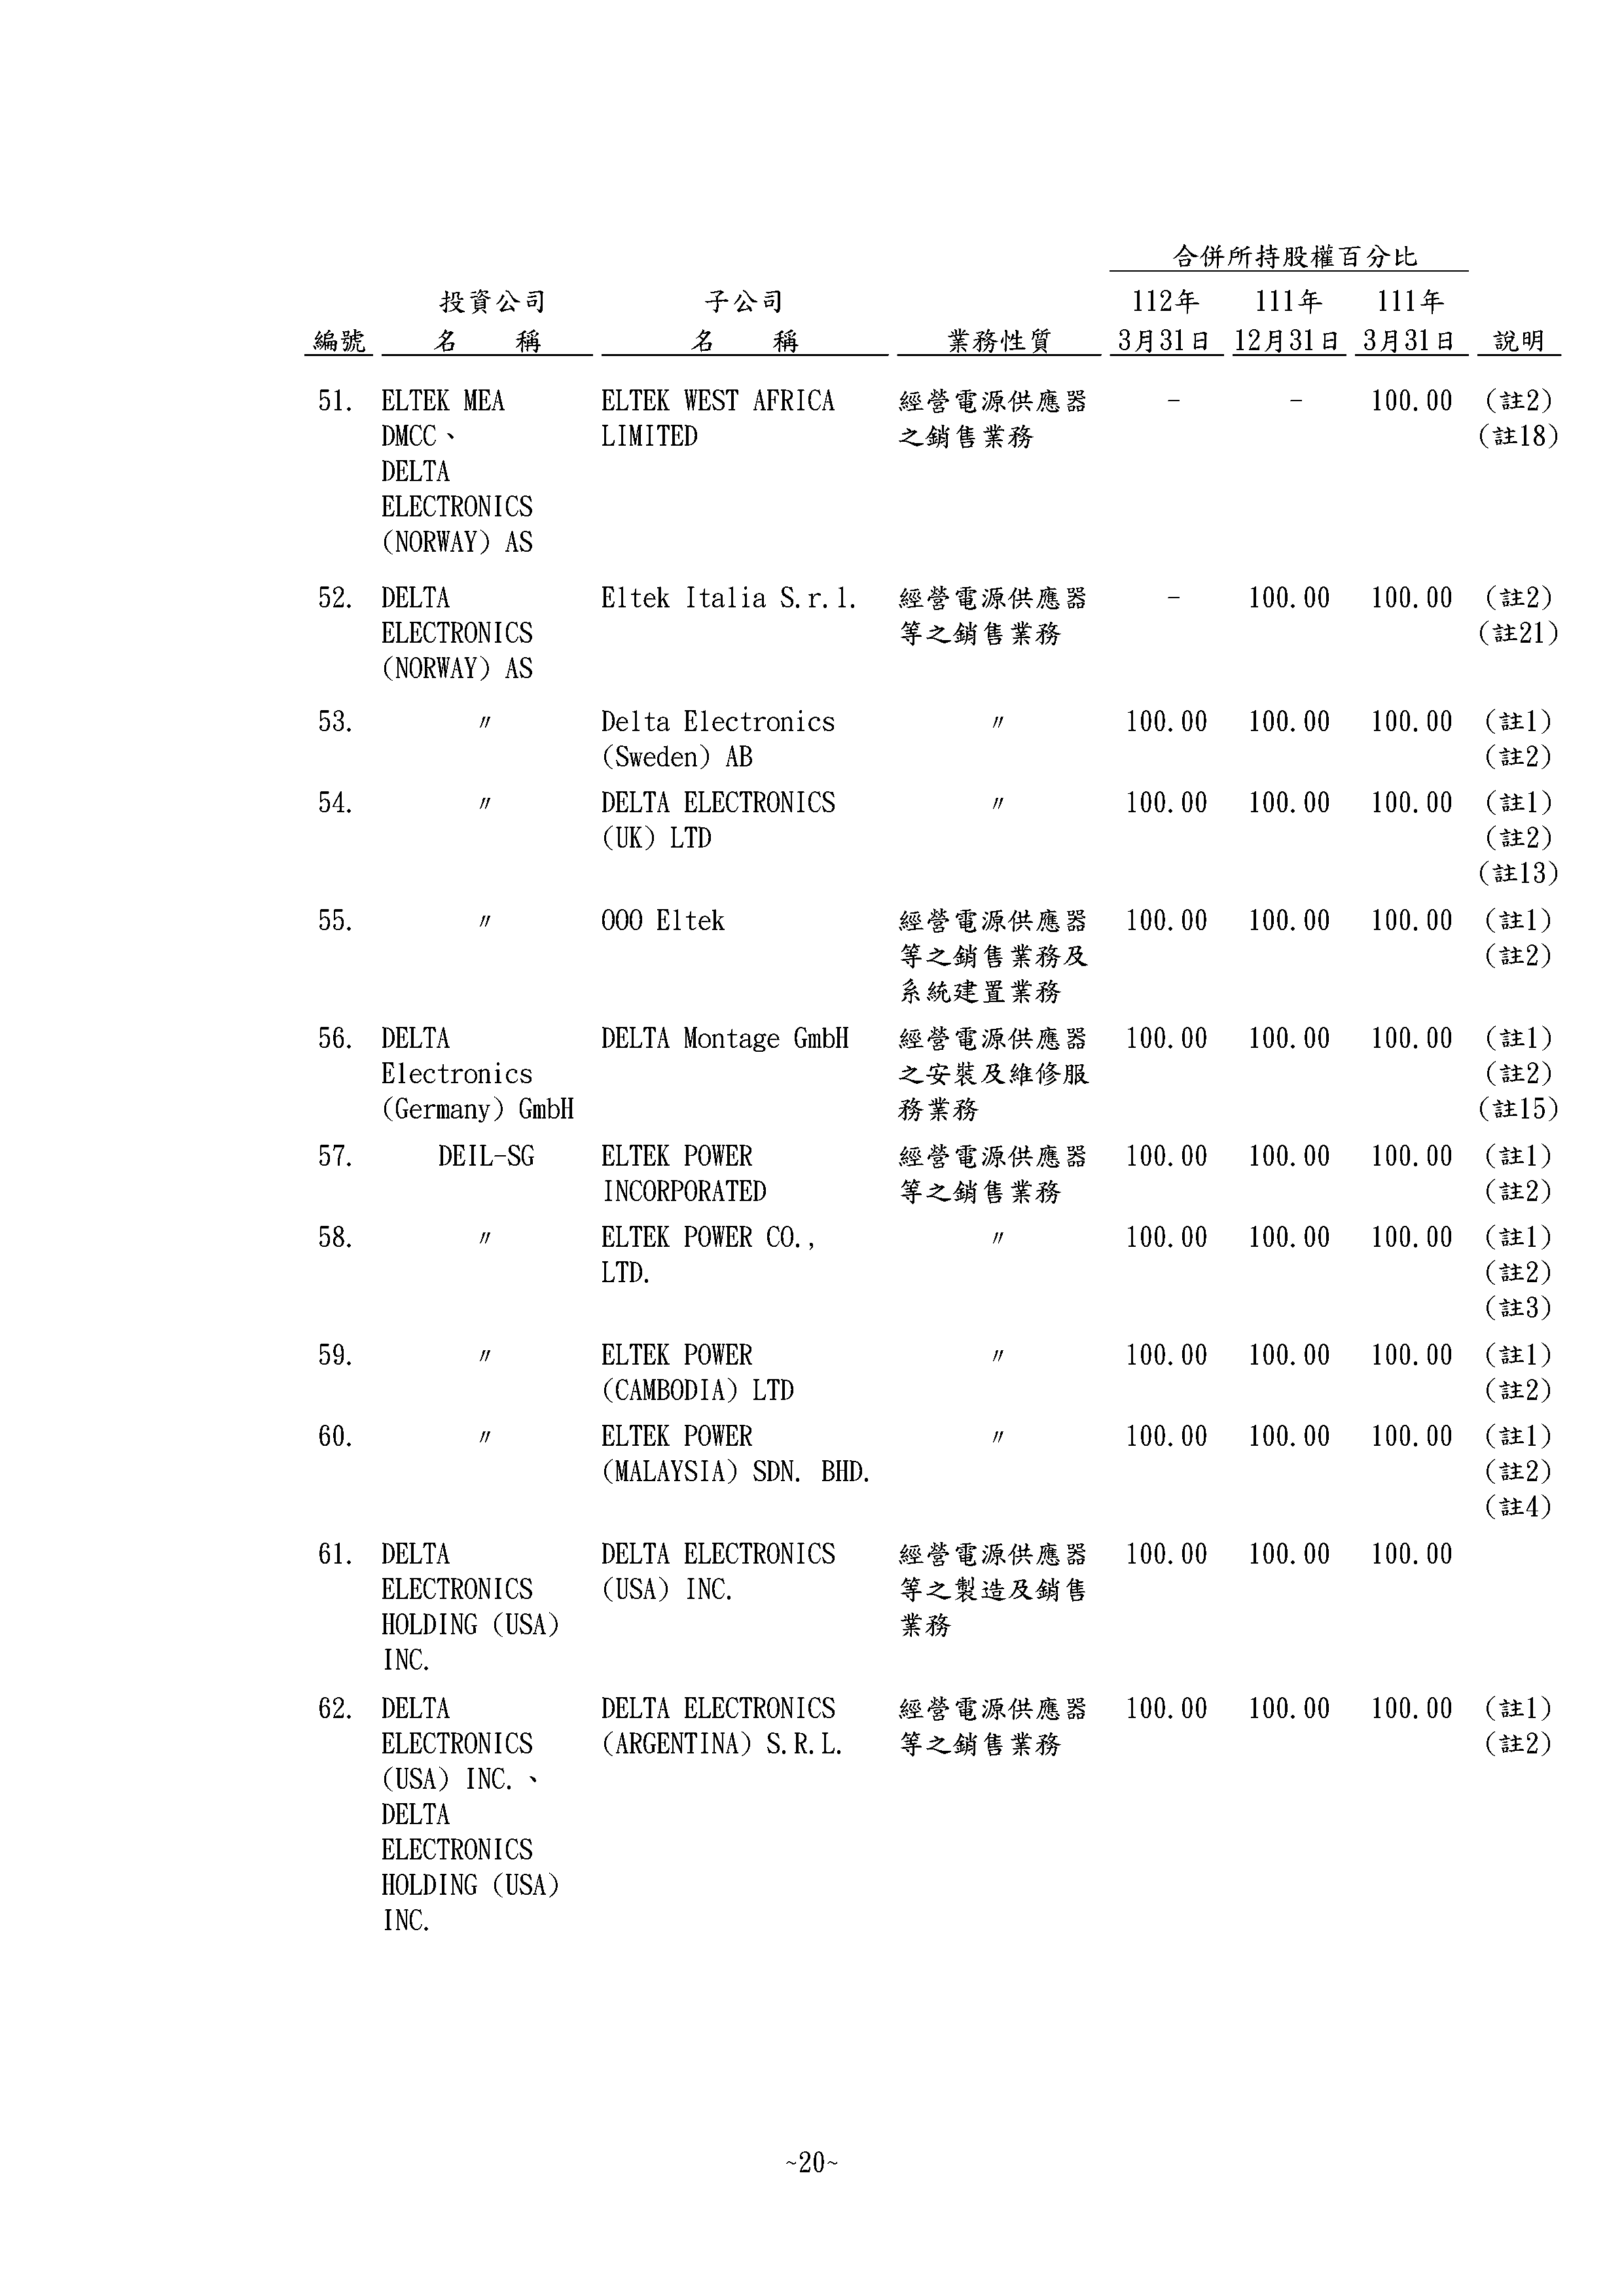 合併所持股權百分比
投資公司 子公司 112年 111年 111年
編號 名 稱 名 稱 業務性質 3月31日 12月31日 3月31日 說明
51. ELTEK MEA ELTEK WEST AFRICA 經營電源供應器 - - 100.00 (註2)
DMCC、 LIMITED 之銷售業務 (註18)
DELTA
ELECTRONICS
(NORWAY) AS
52. DELTA Eltek Italia S.r.l. 經營電源供應器 - 100.00 100.00 (註2)
ELECTRONICS 等之銷售業務 (註21)
(NORWAY) AS
53. 〃 Delta Electronics 〃 100.00 100.00 100.00 (註1)
(Sweden) AB (註2)
54. 〃 DELTA ELECTRONICS 〃 100.00 100.00 100.00 (註1)
(UK) LTD (註2)
(註13)
55. 〃 OOO Eltek 經營電源供應器 100.00 100.00 100.00 (註1)
等之銷售業務及 (註2)
系統建置業務
56. DELTA DELTA Montage GmbH 經營電源供應器 100.00 100.00 100.00 (註1)
Electronics 之安裝及維修服 (註2)
(Germany) GmbH 務業務 (註15)
57. DEIL-SG ELTEK POWER 經營電源供應器 100.00 100.00 100.00 (註1)
INCORPORATED 等之銷售業務 (註2)
58. 〃 ELTEK POWER CO., 〃 100.00 100.00 100.00 (註1)
LTD. (註2)
(註3)
59. 〃 ELTEK POWER 〃 100.00 100.00 100.00 (註1)
(CAMBODIA) LTD (註2)
60. 〃 ELTEK POWER 〃 100.00 100.00 100.00 (註1)
(MALAYSIA) SDN. BHD. (註2)
(註4)
61. DELTA DELTA ELECTRONICS 經營電源供應器 100.00 100.00 100.00
ELECTRONICS (USA) INC. 等之製造及銷售
HOLDING (USA) 業務
INC.
62. DELTA DELTA ELECTRONICS 經營電源供應器 100.00 100.00 100.00 (註1)
ELECTRONICS (ARGENTINA) S.R.L. 等之銷售業務 (註2)
(USA) INC.、
DELTA
ELECTRONICS
HOLDING (USA)
INC.
~20~